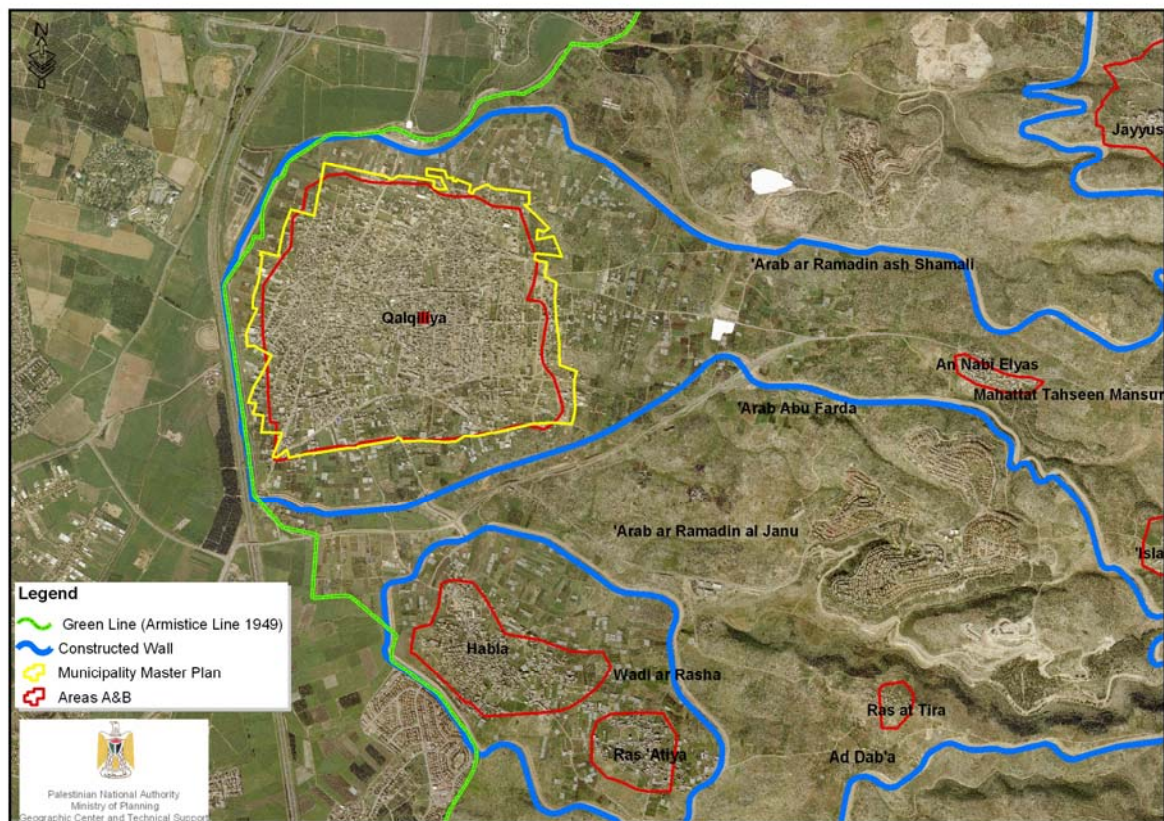 N
Jayyus
'Arab ar Ramadin ash Shamali
Qalqiliya
An Nabi Elyas
Mahattat Tahseen Mansur
'Arab Abu Farda
'Arab ar Ramadin al Janu
'Isla
Habla
Wadi ar Rasha
Ras at Tira
Ras 'Atiya
Ad Dab'a
Legend
Green Line (Armistice Line 1949)
Constructed Wall
Municipality Master Plan
Areas A&B
Palestinian National Authority
Ministry of Planning
Geographic Center and Technical Support